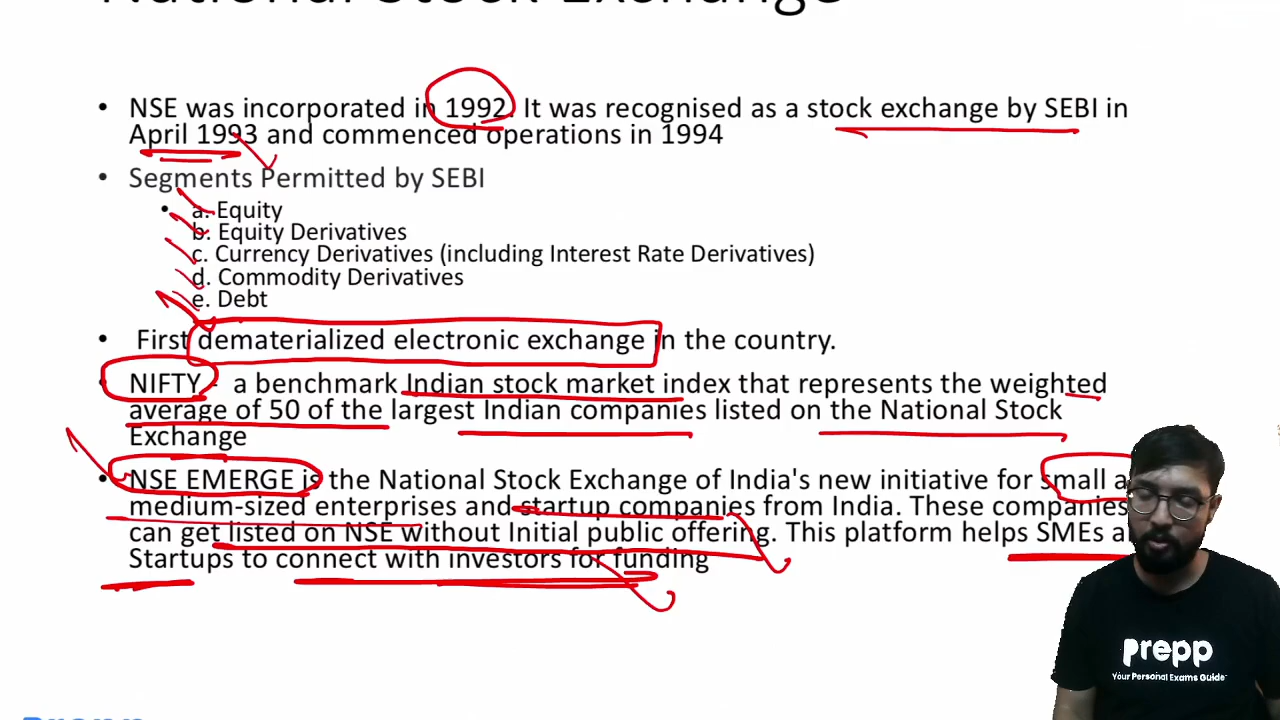 National Stock Exchange
• NSE was incorporated in 1992. It was recognised as a stock exchange by SEBI in
April 1993 and commenced operations in 1994
• Segments Permitted by SEBI
• a. Equity
b. Equity Derivatives
c. Currency Derivatives (including Interest Rate Derivatives)
d. Commodity Derivatives
e. Debt
• First dematerialized electronic exchange in the country.
• NIFTY - a benchmark Indian stock market index that represents the weighted
average of 50 of the largest Indian companies listed on the National Stock
Exchange
• NSE EMERGE is the National Stock Exchange of India's new initiative for small
medium-sized enterprises and startup companies from India. These companies
can get listed on NSE without Initial public offering. This platform helps SMEs
Startups to connect with investors for funding
prepp
Your Personal Exams Guide